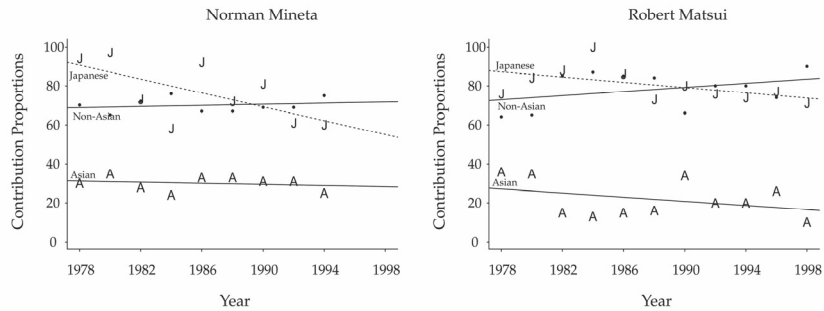 Norman Mineta
Contribution Proportions
100
80
60
40
20
0
Japanese
Non-Asian
Asian
J
J
J
J
J
J
J
J
J
A
A
A
A
A
A
A
A
A
1978
1982
1986
1990
1994
1998
Year
Robert Matsui
Contribution Proportions
100
80
60
40
20
0
Japanese
Non-Asian
Asian
J
J
J
J
J
J
J
J
J
J
J
A
A
A
A
A
A
A
A
A
A
A
1978
1982
1986
1990
1994
1998
Year